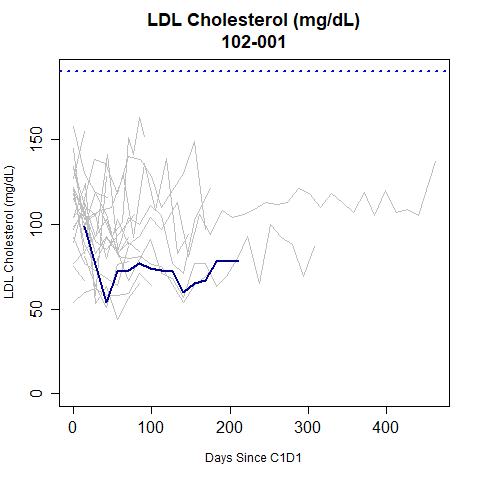 LDL Cholesterol (mg/dL)
102-001
LDL Cholesterol (mg/dL)
150
100
50
0
0 100 200 300 400
Days Since C1D1